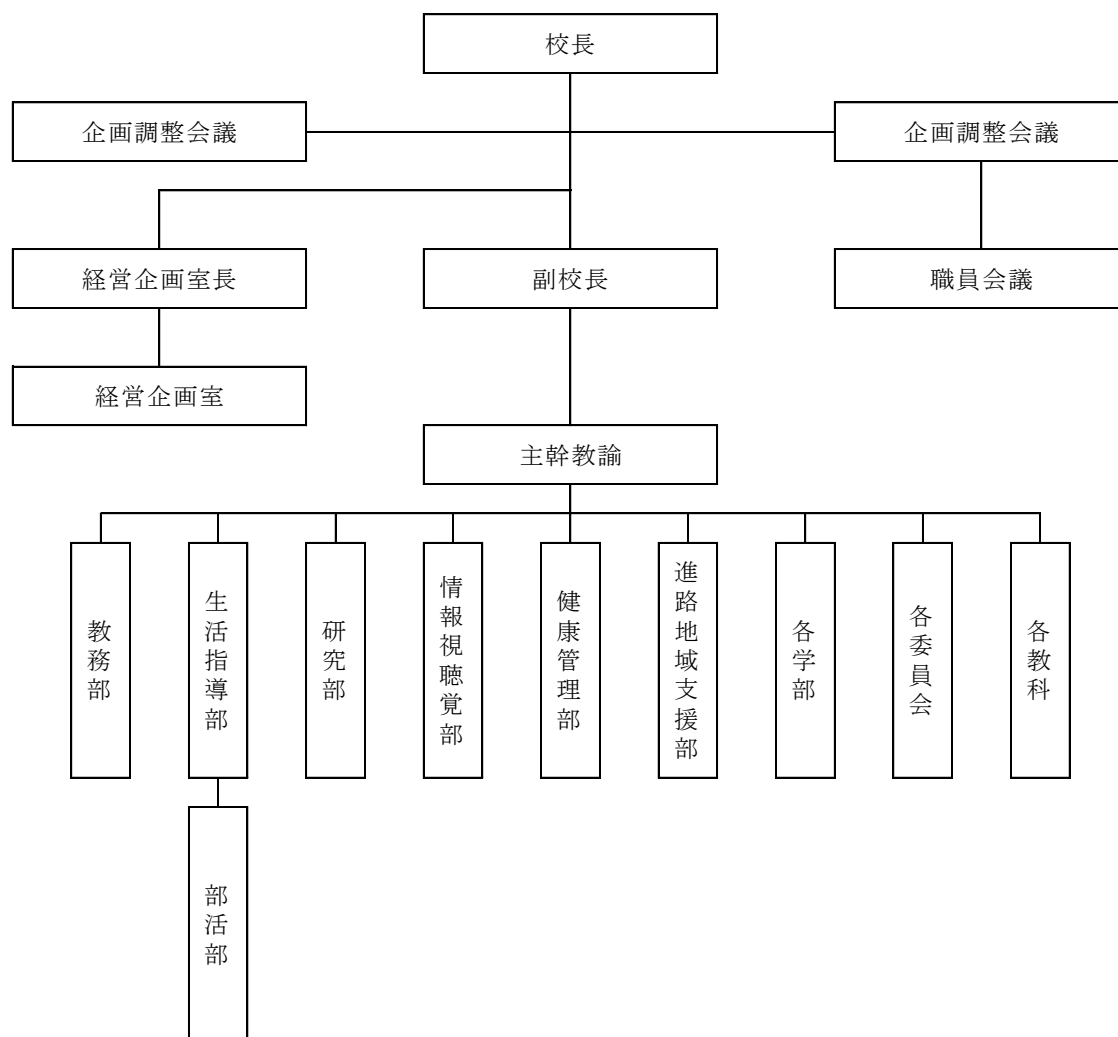 校長
企画調整会議
企画調整会議
経営企画室長
副校長
職員会議
経営企画室
主幹教諭
教務部
生活指導部
研究部
情報視聴覚部
健康管理部
進路地域支援部
各学部
各委員会
各教科
部活部